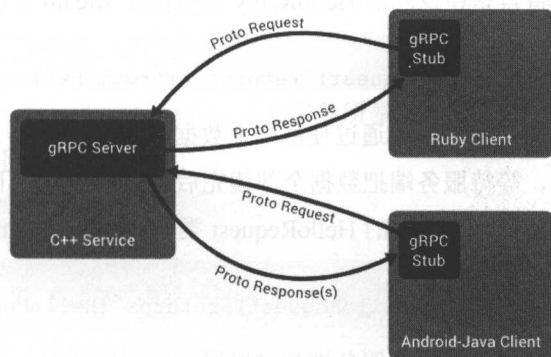 Proto Request
gRPC
Stub
Ruby Client
Proto Response
gRPC Server
C++ Service
Proto Request
gRPC
Stub
Proto Response(s)
Android-Java Client